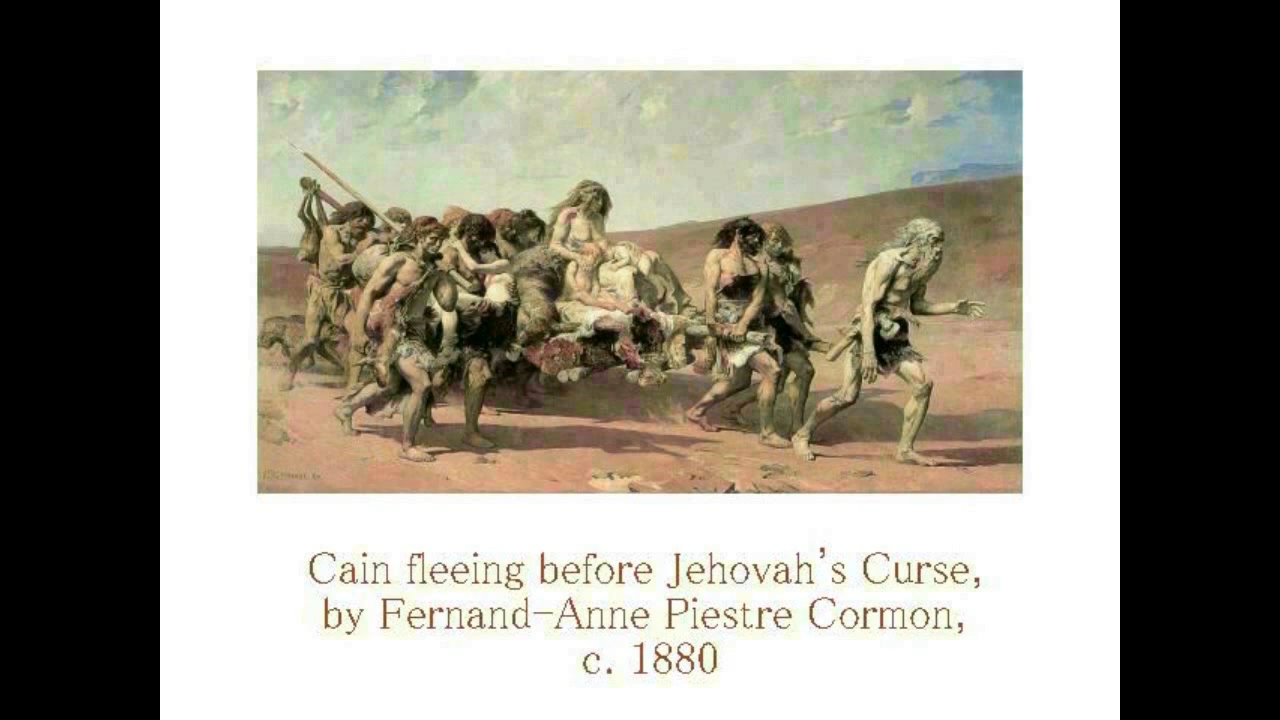 Cain fleeing before Jehovah's Curse,
by Fernand-Anne Piestre Cormon,
c. 1880